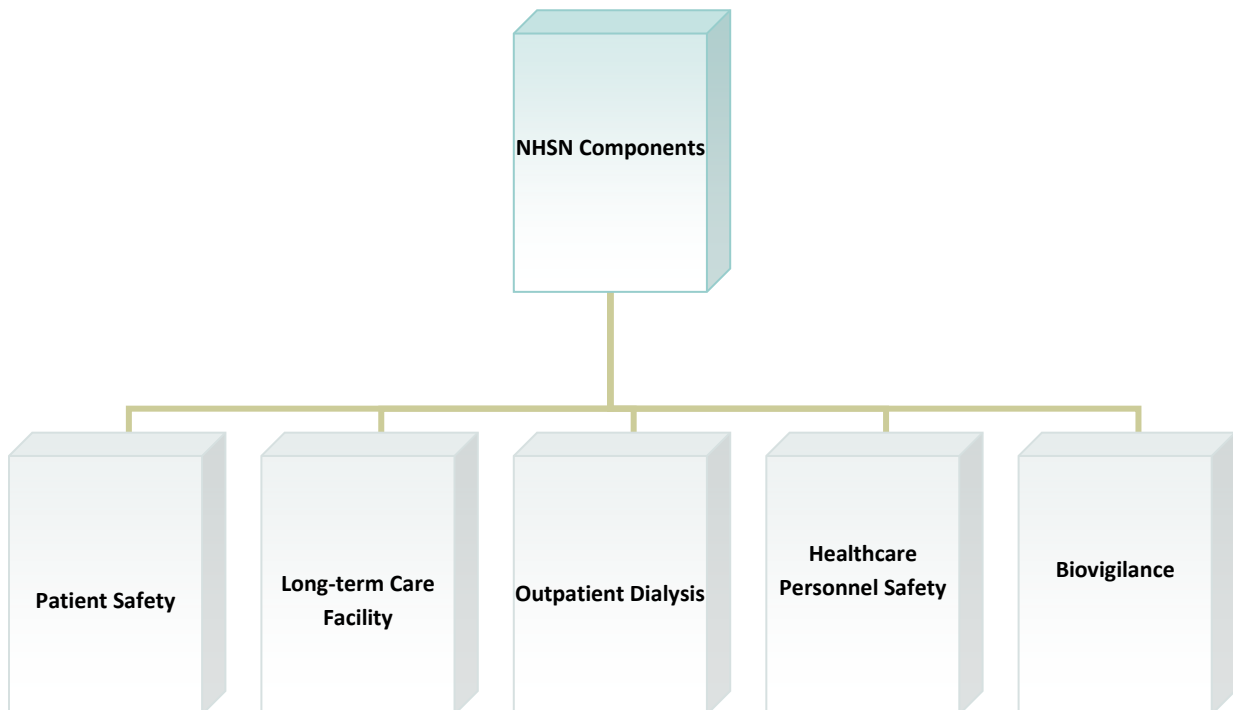 NHSN Components
Patient Safety
Long-term Care
Facility
Outpatient Dialysis
Healthcare
Personnel Safety
Biovigilance